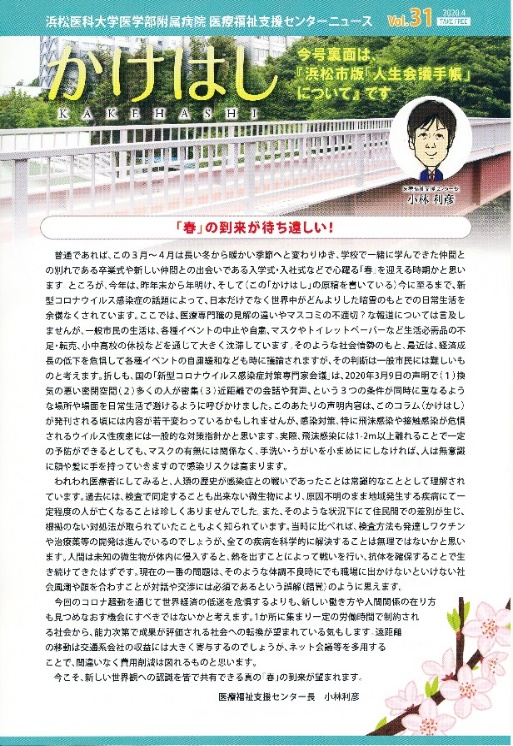 浜松医科大学医学部附属病院 医療福祉支援センターニュース Vol.31 2020.4 TAKE FREE
かけはし
KAKEHASHI
今号裏面は、
『浜松市版「人生会議手帳」
について』です
医療福祉支援センター長
小林 利彦
「春」の到来が待ち遠しい！
普通であれば、この3月～4月は長い冬から暖かい季節へと変わりゆき、学校で一緒に学んできた仲間と
の別れである卒業式や新しい仲間との出会いである入学式・入社式などで心躍る「春」を迎える時期かと思い
ます。ところが、今年は、昨年末から年明け、そして（この「かけはし」の原稿を書いている）今に至るまで、新
型コロナウイルス感染症の話題によって、日本だけでなく世界中がどんよりした暗雲のもとでの日常生活を
余儀なくされています。ここでは、医療専門職の見解の違いやマスコミの不適切？な報道については言及し
ませんが、一般市民の生活は、各種イベントの中止や自粛、マスクやトイレットペーパーなど生活必需品の不
足・転売、小中高校の休校などを通じて大きく沈滞しています。そのような社会情勢のもと、最近は、経済成
長の低下を危惧して各種イベントの自粛緩和なども時に議論されますが、その判断は一般市民には難しいも
のと考えます。折しも、国の「新型コロナウイルス感染症対策専門家会議」は、2020年3月9日の声明で（1）換
気の悪い密閉空間（2）多くの人が密集（3）近距離での会話や発声、という3つの条件が同時に重なるよう
な場所や場面を日常生活で避けるように呼びかけました。このあたりの声明内容は、このコラム（かけはし）
が発刊される頃には内容が若干変わっているかもしれませんが、感染対策、特に飛沫感染や接触感染が危惧
されるウイルス性疾患には一般的な対策指針かと思います。実際、飛沫感染には1-2m以上離れることで一定
の予防ができるとしても、マスクの有無には関係なく、手洗い・うがいを小まめににしなければ、人は無意識
に顔や髪に手を持っていきますので感染リスクは高まります。
われわれ医療者にしてみると、人類の歴史が感染症との戦いであったことは常識的なこととして理解され
ています。過去には、検査で同定することも出来ない微生物により、原因不明のまま地域発生する疾病にて一
定程度の人が亡くなることは珍しくありませんでした。また、そのような状況下にて住民間での差別が生じ、
根拠のない対処法が取られていたこともよく知られています。当時に比べれば、検査方法も発達しワクチン
や治療薬等の開発は進んでいるのでしょうが、全ての疾病を科学的に解決することは無理ではないかと思い
ます。人間は未知の微生物が体内に侵入すると、熱を出すことによって戦いを行い、抗体を確保することで生
き続けてきたはずです。現在の一番の問題は、そのような体調不良時にでも職場に出かけないといけない社
会風潮や顔を合わすことが対話や交渉には必須であるという誤解（錯覚）のように思えます。
今回のコロナ騒動を通じて世界経済の低迷を危惧するよりも、新しい働き方や人間関係の在り方
も見つめなおす機会にすべきではないかと考えます。1か所に集まり一定の労働時間で制約され
る社会から、能力次第で成果が評価される社会への転換が望まれている気もします。遠距離
の移動は交通系会社の収益には大きく寄与するのでしょうが、ネット会議等を多用する
ことで、間違いなく費用削減は図れるものと思います。
今こそ、新しい世界観への認識を皆で共有できる真の「春」の到来が望まれます。
医療福祉支援センター長　小林利彦